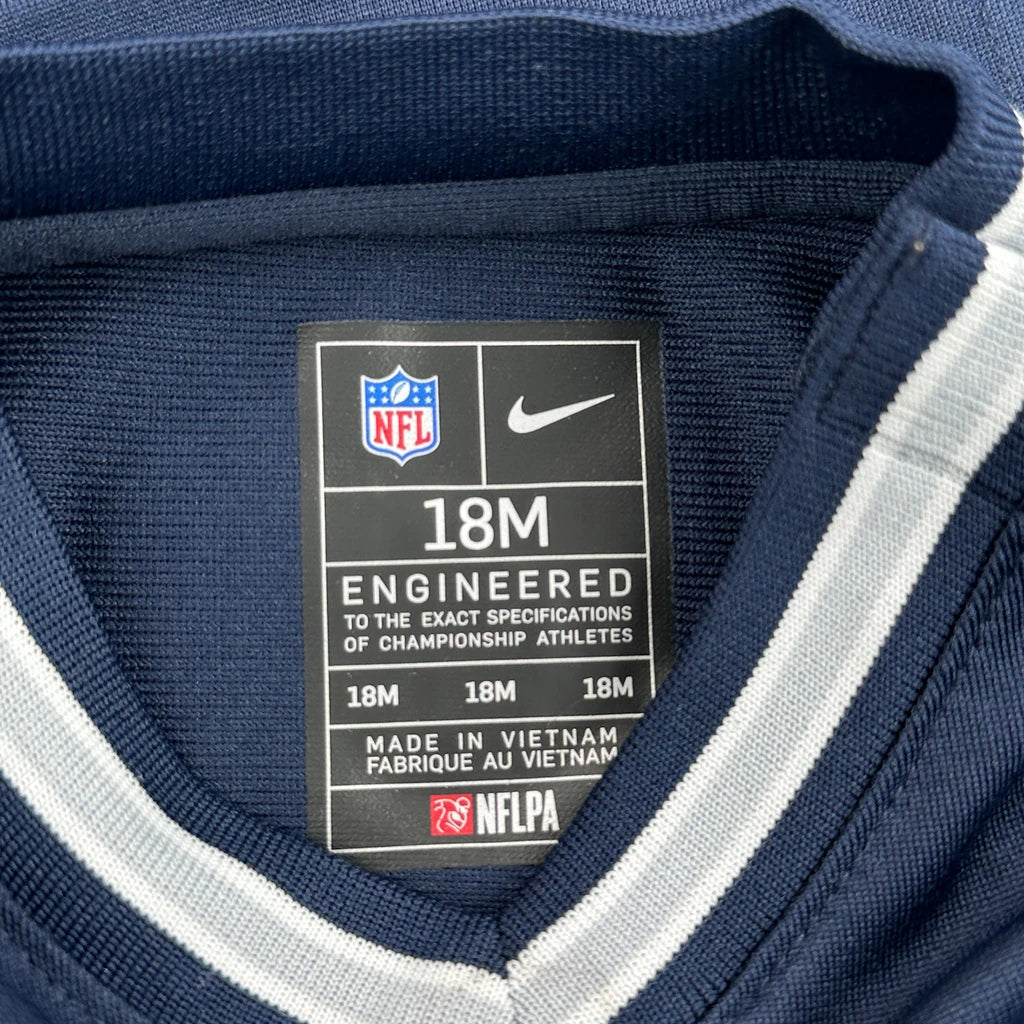 NFL
18M
ENGINEERED
TO THE EXACT SPECIFICATIONS
OF CHAMPIONSHIP ATHLETES
18M 18M 18M
MADE IN VIETNAM
FABRIQUE AU VIETNAM
NFLPA